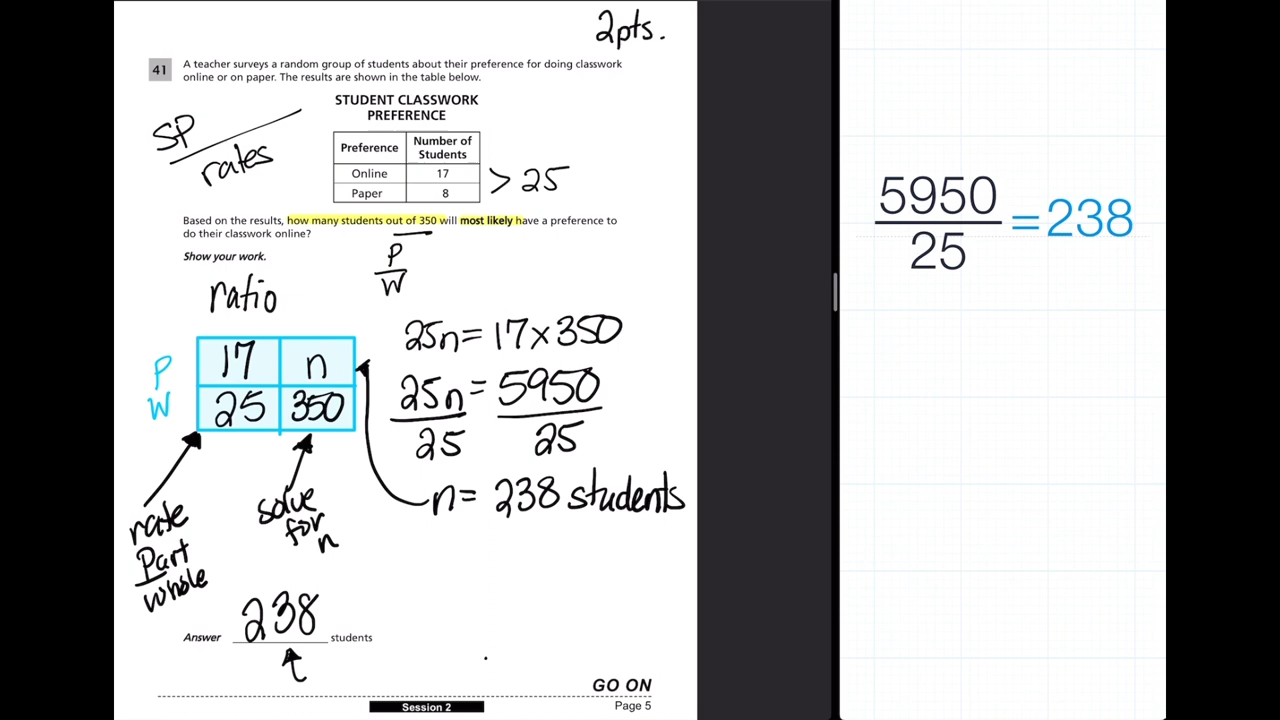 2pts.
41
A teacher surveys a random group of students about their preference for doing classwork
online or on paper. The results are shown in the table below.
SP
rates
STUDENT CLASSWORK
PREFERENCE
Preference Number of Students
Online 17
Paper 8
> 25
Based on the results, how many students out of 350 will most likely have a preference to
do their classwork online?
Show your work.
P
W
ratio
P 17 n
W 25 350
25n = 17 x 350
25n = 5950
25 25
n = 238 students
rate
Part
whole
solve
for
n
Answer 238 students
GO ON
Session 2
Page 5
5950
25
=238